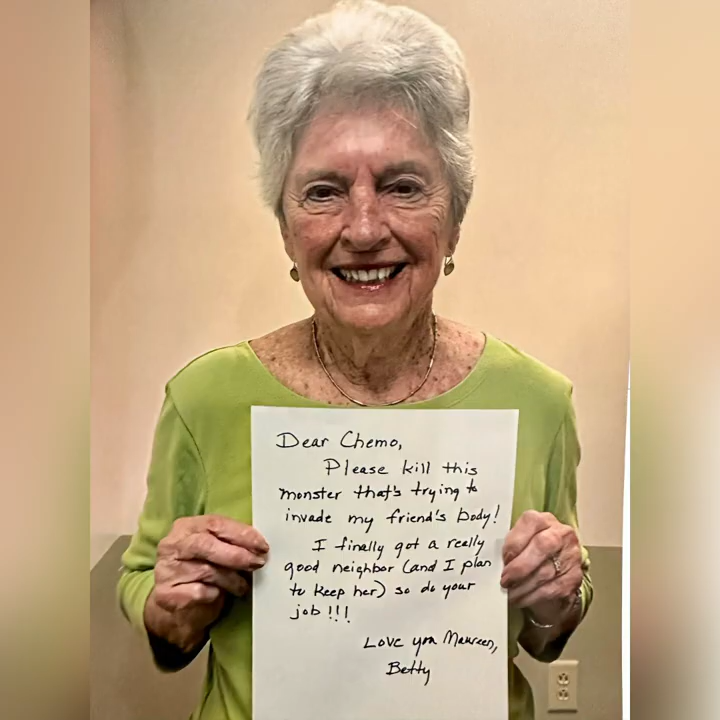 Dear Chemo,
Please kill this
monster that's trying to
invade my friend's body!
I finally got a really
good neighbor (and I plan
to keep her) so do your
job!!!
Love you Maureen,
Betty